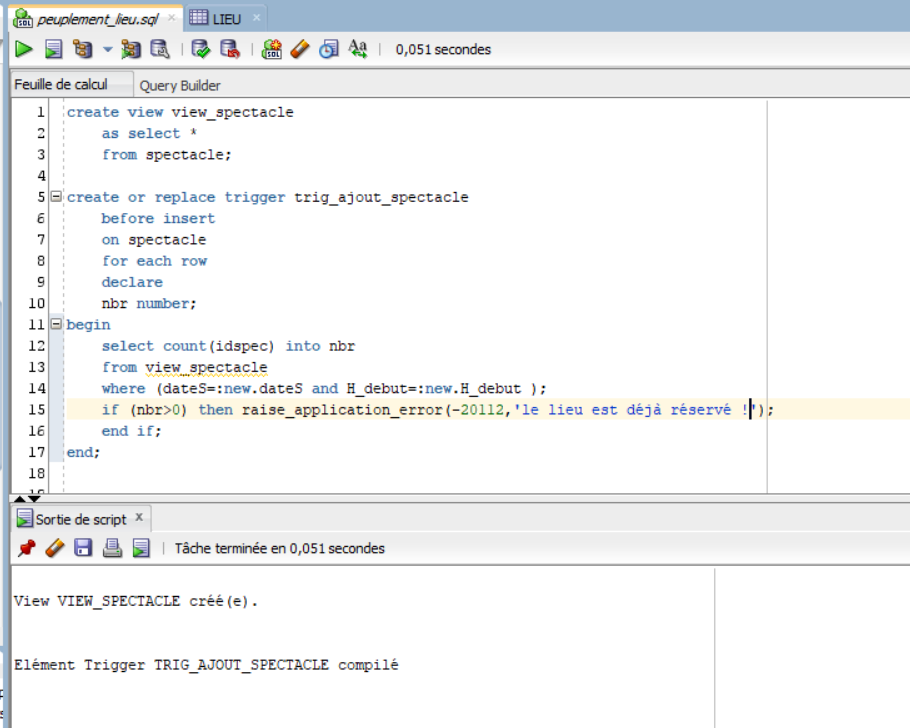 peuplement_lieu.sql × LIEU ×
0,051 secondes
Feuille de calcul Query Builder
1 create view view_spectacle
2 as select *
3 from spectacle;
4
5 create or replace trigger trig_ajout_spectacle
6 before insert
7 on spectacle
8 for each row
9 declare
10 nbr number;
11 begin
12 select count(idspec) into nbr
13 from view_spectacle
14 where (dateS=:new.dateS and H_debut=:new.H_debut );
15 if (nbr>0) then raise_application_error(-20112,'le lieu est déjà réservé !');
16 end if;
17 end;
18
Sortie de script ×
Tâche terminée en 0,051 secondes
View VIEW_SPECTACLE créé(e).
Elément Trigger TRIG_AJOUT_SPECTACLE compilé